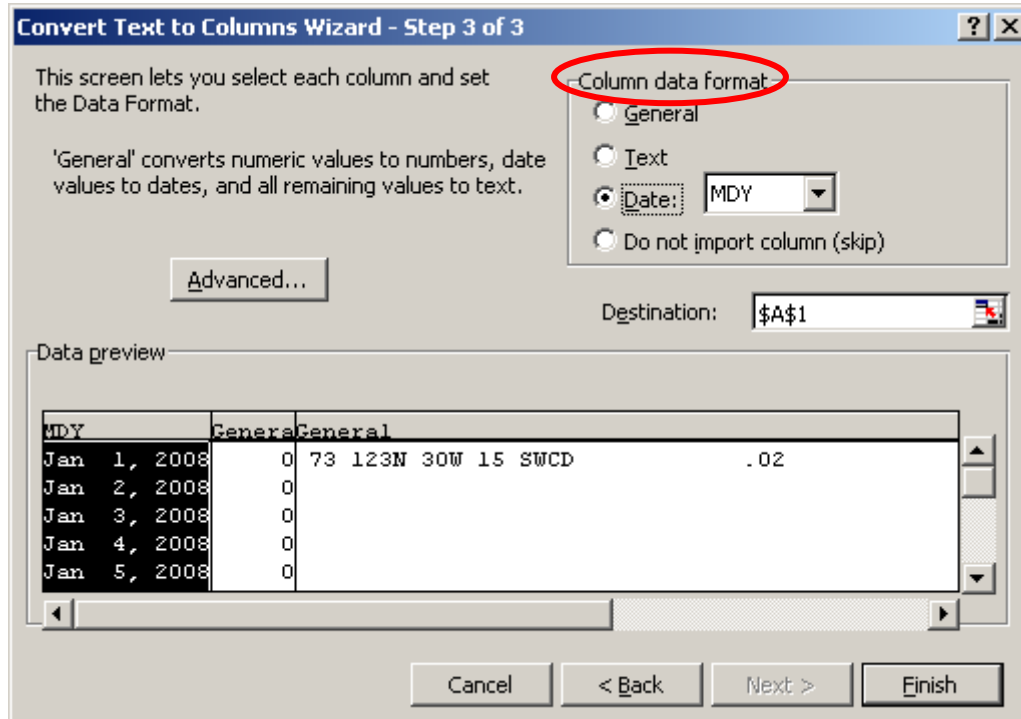 Convert Text to Columns Wizard - Step 3 of 3
This screen lets you select each column and set
the Data Format.
'General' converts numeric values to numbers, date
values to dates, and all remaining values to text.
Advanced...
Column data format
General
Text
Date: MDY
Do not import column (skip)
Destination: $A$1
Data preview
MDY GeneraGeneral
Jan 1, 2008 0 73 123N 30W 15 SWCD .02
Jan 2, 2008 0
Jan 3, 2008 0
Jan 4, 2008 0
Jan 5, 2008 0
Cancel < Back Next > Finish